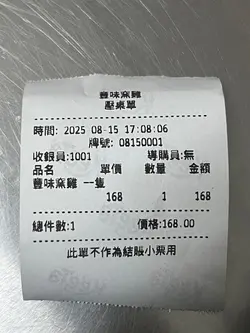 豐味窯雞
壓桌單
時間: 2025-08-15 17:08:06
牌號: 08150001
收銀員:1001 導購員:無
品名 單價 數量 金額
豐味窯雞 --隻
168 1 168
總件數:1 價格:168.00
此單不作為結賬小票用